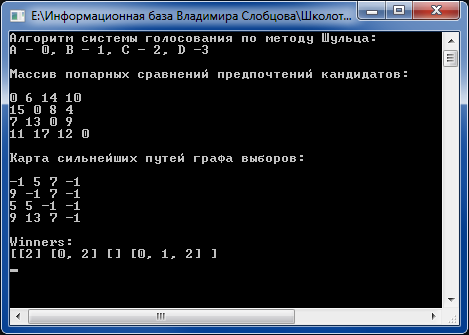 E:\Информационная база Владимира Слобцова\Школот...
Алгоритм системы голосования по методу Шульца:
A - 0, B - 1, C - 2, D -3
Массив попарных сравнений предпочтений кандидатов:
0 6 14 10
15 0 8 4
7 13 0 9
11 17 12 0
Карта сильнейших путей графа выборов:
-1 5 7 -1
9 -1 7 -1
5 5 -1 -1
9 13 7 -1
Winners:
[[2] [0, 2] [] [0, 1, 2] ]